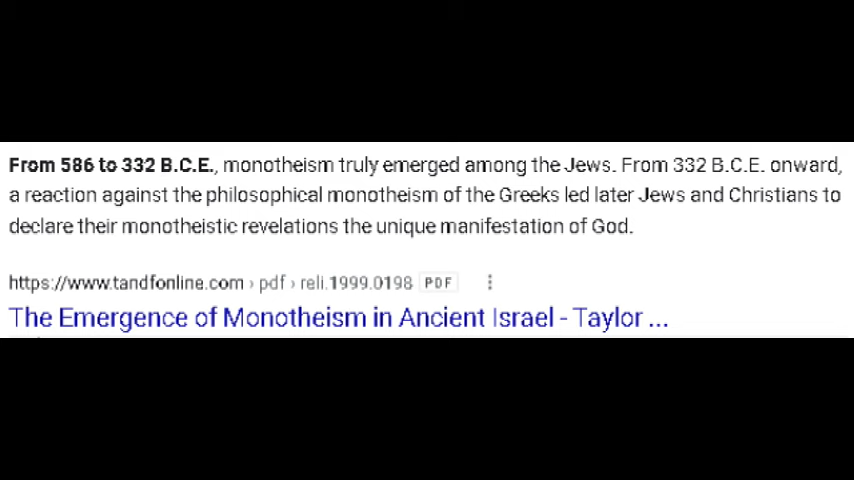 From 586 to 332 B.C.E., monotheism truly emerged among the Jews. From 332 B.C.E. onward,
a reaction against the philosophical monotheism of the Greeks led later Jews and Christians to
declare their monotheistic revelations the unique manifestation of God.
https://www.tandfonline.com › pdf › reli.1999.0198 PDF
The Emergence of Monotheism in Ancient Israel - Taylor ...